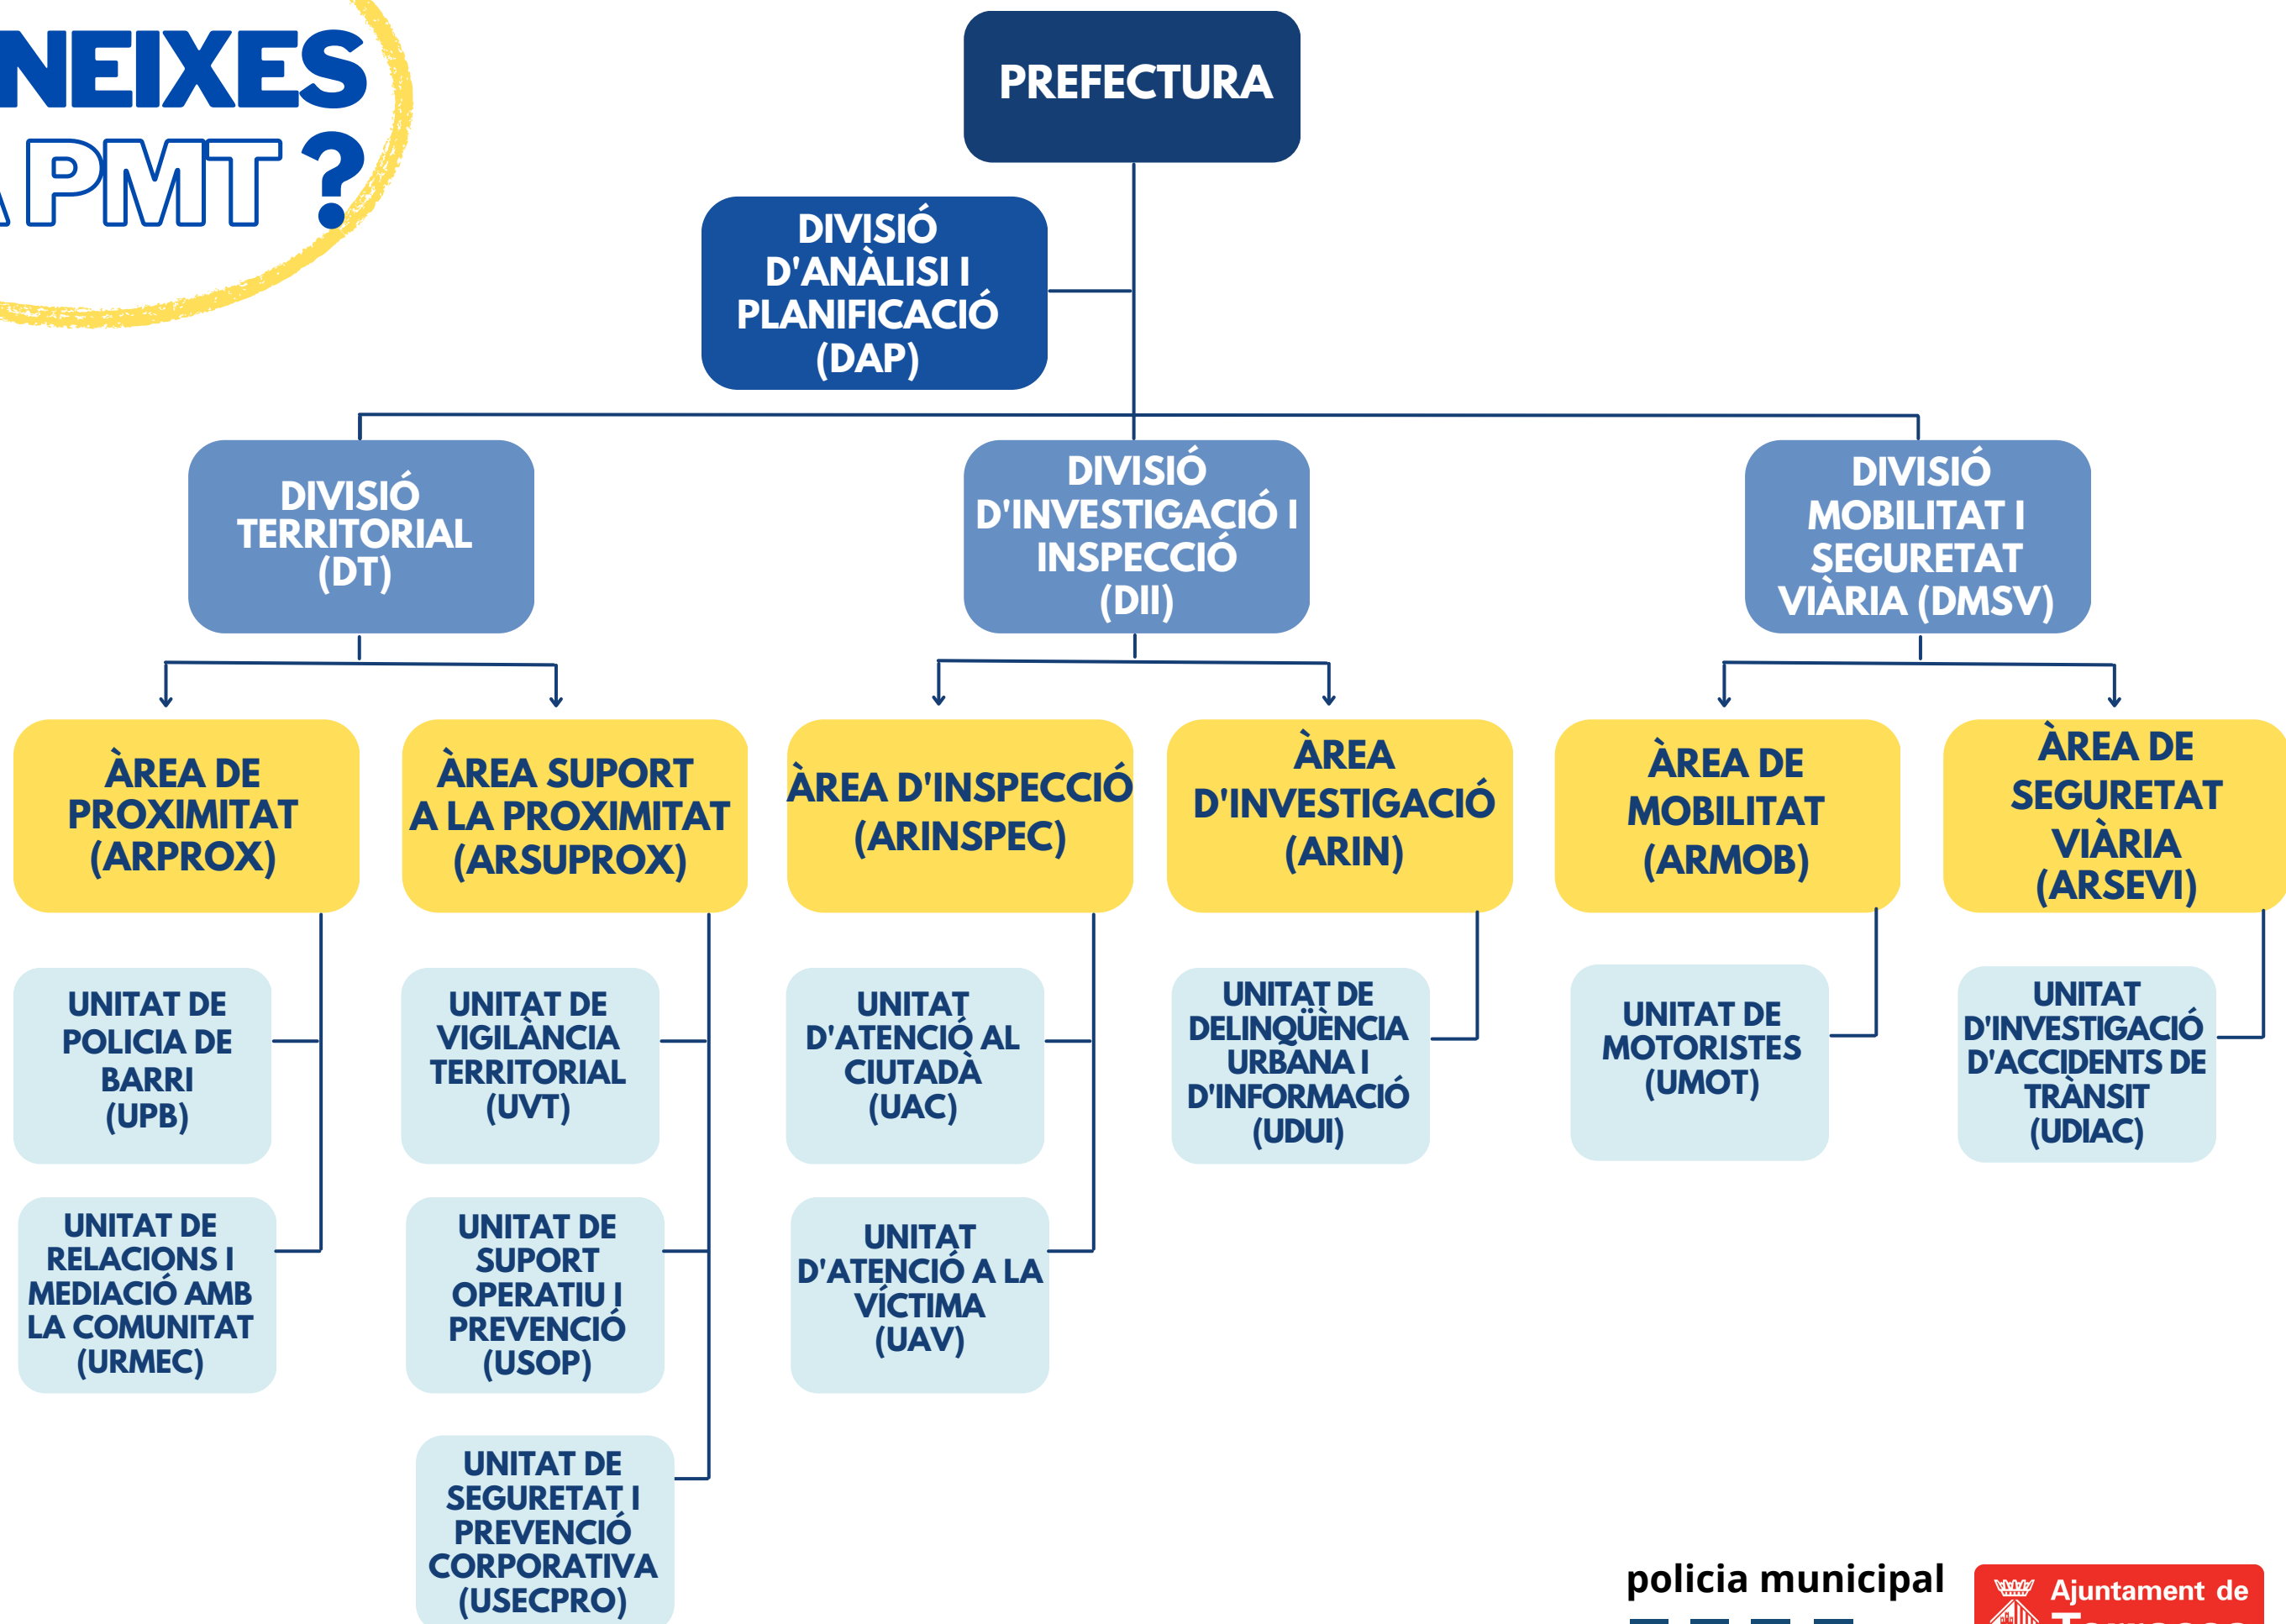 NEIXES
PMT?
PREFECTURA
DIVISIÓ
D'ANÀLISI I
PLANIFICACIÓ
(DAP)
DIVISIÓ
TERRITORIAL
(DT)
DIVISIÓ
D'INVESTIGACIÓ I
INSPECCIÓ
(DII)
DIVISIÓ
MOBILITAT I
SEGURETAT
VIÀRIA (DMSV)
ÀREA DE
PROXIMITAT
(ARPROX)
ÀREA SUPORT
A LA PROXIMITAT
(ARSUPROX)
ÀREA D'INSPECCIÓ
(ARINSPEC)
ÀREA
D'INVESTIGACIÓ
(ARIN)
ÀREA DE
MOBILITAT
(ARMOB)
ÀREA DE
SEGURETAT
VIÀRIA
(ARSEVI)
UNITAT DE
POLICIA DE
BARRI
(UPB)
UNITAT DE
VIGILÀNCIA
TERRITORIAL
(UVT)
UNITAT
D'ATENCIÓ AL
CIUTADÀ
(UAC)
UNITAT DE
DELINQÜÈNCIA
URBANA I
D'INFORMACIÓ
(UDUI)
UNITAT DE
MOTORISTES
(UMOT)
UNITAT
D'INVESTIGACIÓ
D'ACCIDENTS DE
TRÀNSIT
(UDIAC)
UNITAT DE
RELACIONS I
MEDIACIÓ AMB
LA COMUNITAT
(URMEC)
UNITAT DE
SUPORT
OPERATIU I
PREVENCIÓ
(USOP)
UNITAT
D'ATENCIÓ A LA
VÍCTIMA
(UAV)
UNITAT DE
SEGURETAT I
PREVENCIÓ
CORPORATIVA
(USECPRO)
policia municipal
Ajuntament de